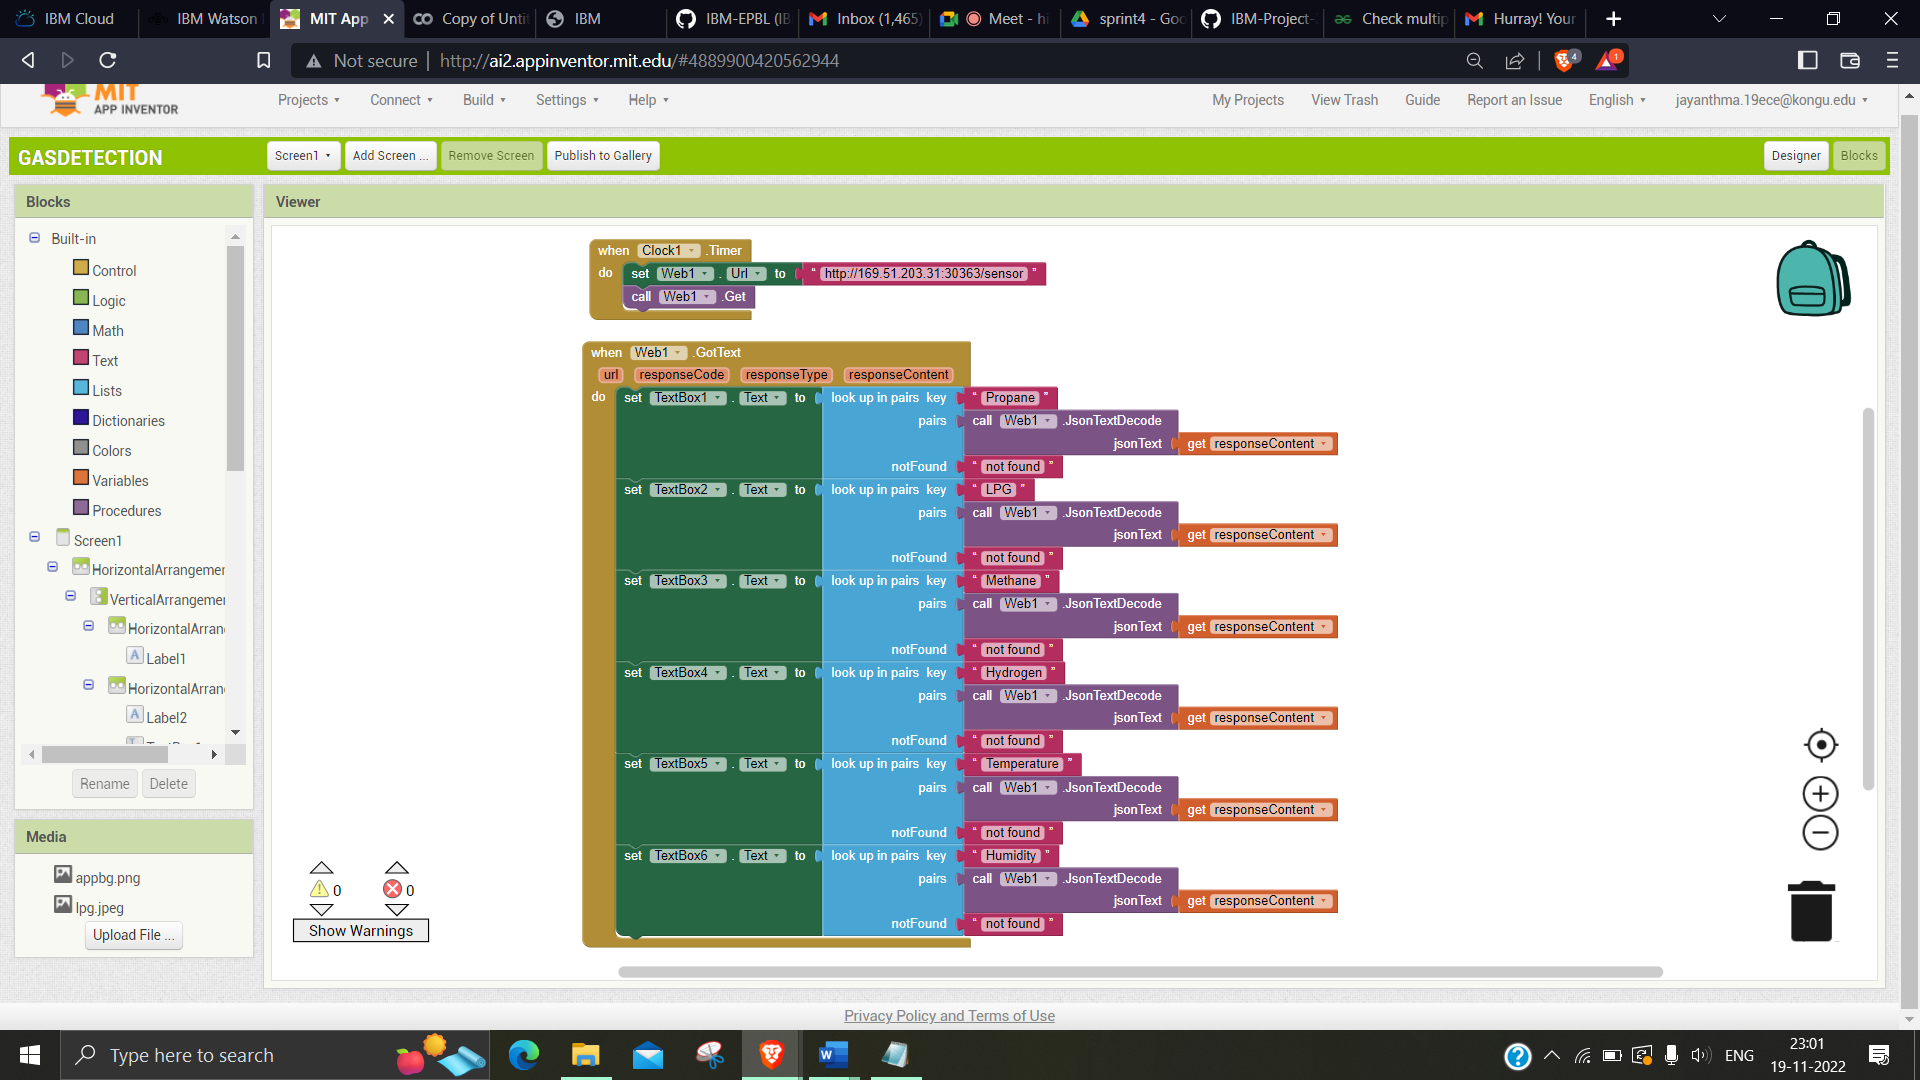 IBM Cloud
IBM Watson
MIT App
Copy of Unti
IBM
IBM-EPBL (IB
Inbox (1,465)
Meet - hi
sprint4 - Goo
IBM-Project-
Check multip
Hurray! Your
Not secure | http://ai2.appinventor.mit.edu/#4889900420562944
4
1
MIT
APP INVENTOR
Projects
Connect
Build
Settings
Help
My Projects
View Trash
Guide
Report an Issue
English
jayanthma.19ece@kongu.edu
GASDETECTION
Screen1
Add Screen ...
Remove Screen
Publish to Gallery
Designer
Blocks
Blocks
Built-in
Control
Logic
Math
Text
Lists
Dictionaries
Colors
Variables
Procedures
Screen1
HorizontalArrangemer
VerticalArrangemer
HorizontalArran
Label1
HorizontalArran
Label2
Rename
Delete
Media
appbg.png
lpg.jpeg
Upload File ...
Viewer
when Clock1 .Timer
do set Web1 . Url to " http://169.51.203.31:30363/sensor "
call Web1 .Get
when Web1 .GotText
url responseCode responseType responseContent
do set TextBox1 . Text to look up in pairs key " Propane "
pairs call Web1 .JsonTextDecode
jsonText get responseContent
notFound " not found "
set TextBox2 . Text to look up in pairs key " LPG "
pairs call Web1 .JsonTextDecode
jsonText get responseContent
notFound " not found "
set TextBox3 . Text to look up in pairs key " Methane "
pairs call Web1 .JsonTextDecode
jsonText get responseContent
notFound " not found "
set TextBox4 . Text to look up in pairs key " Hydrogen "
pairs call Web1 .JsonTextDecode
jsonText get responseContent
notFound " not found "
set TextBox5 . Text to look up in pairs key " Temperature "
pairs call Web1 .JsonTextDecode
jsonText get responseContent
notFound " not found "
set TextBox6 . Text to look up in pairs key " Humidity "
pairs call Web1 .JsonTextDecode
jsonText get responseContent
notFound " not found "
0
0
Show Warnings
Privacy Policy and Terms of Use
Type here to search
ENG
23:01
19-11-2022